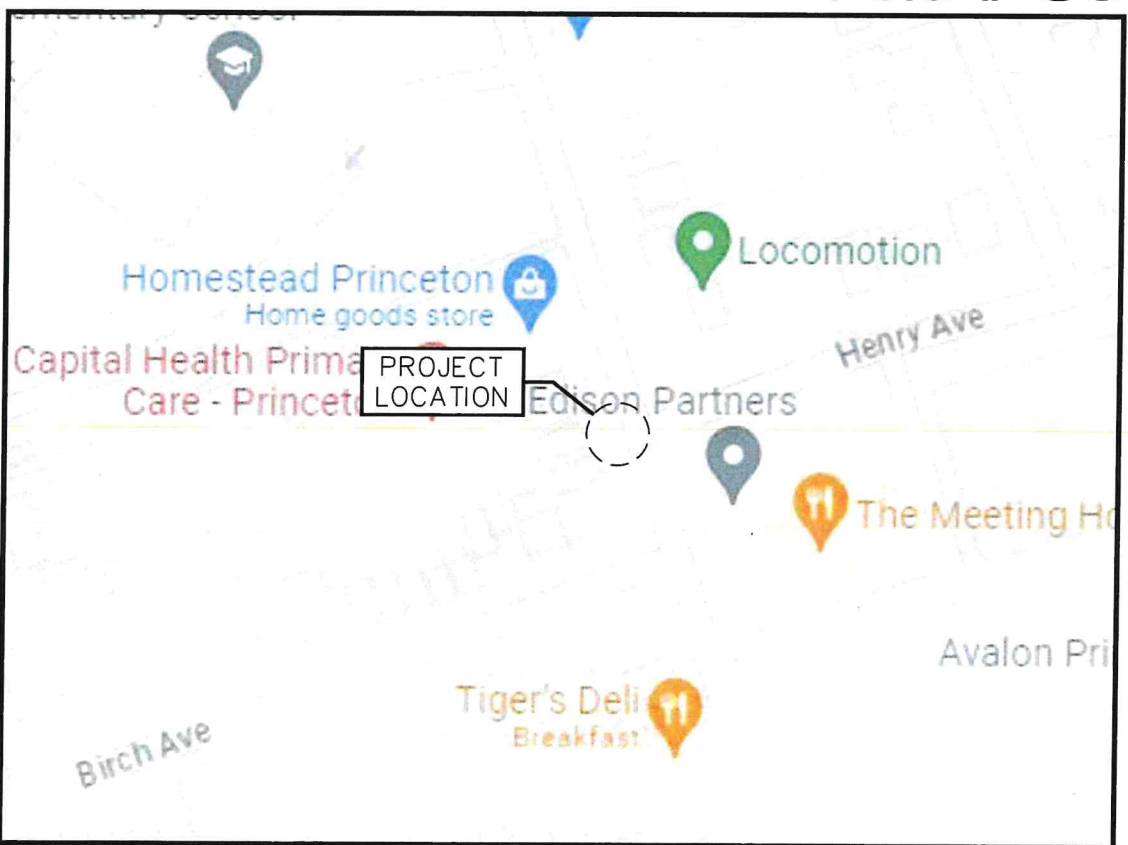 Locomotion
Homestead Princeton
Home goods store
Henry Ave
Capital Health Prima
Care - Princeto
PROJECT
LOCATION
Edison Partners
The Meeting Ho
Avalon Pri
Tiger's Deli
Breakfast
Birch Ave